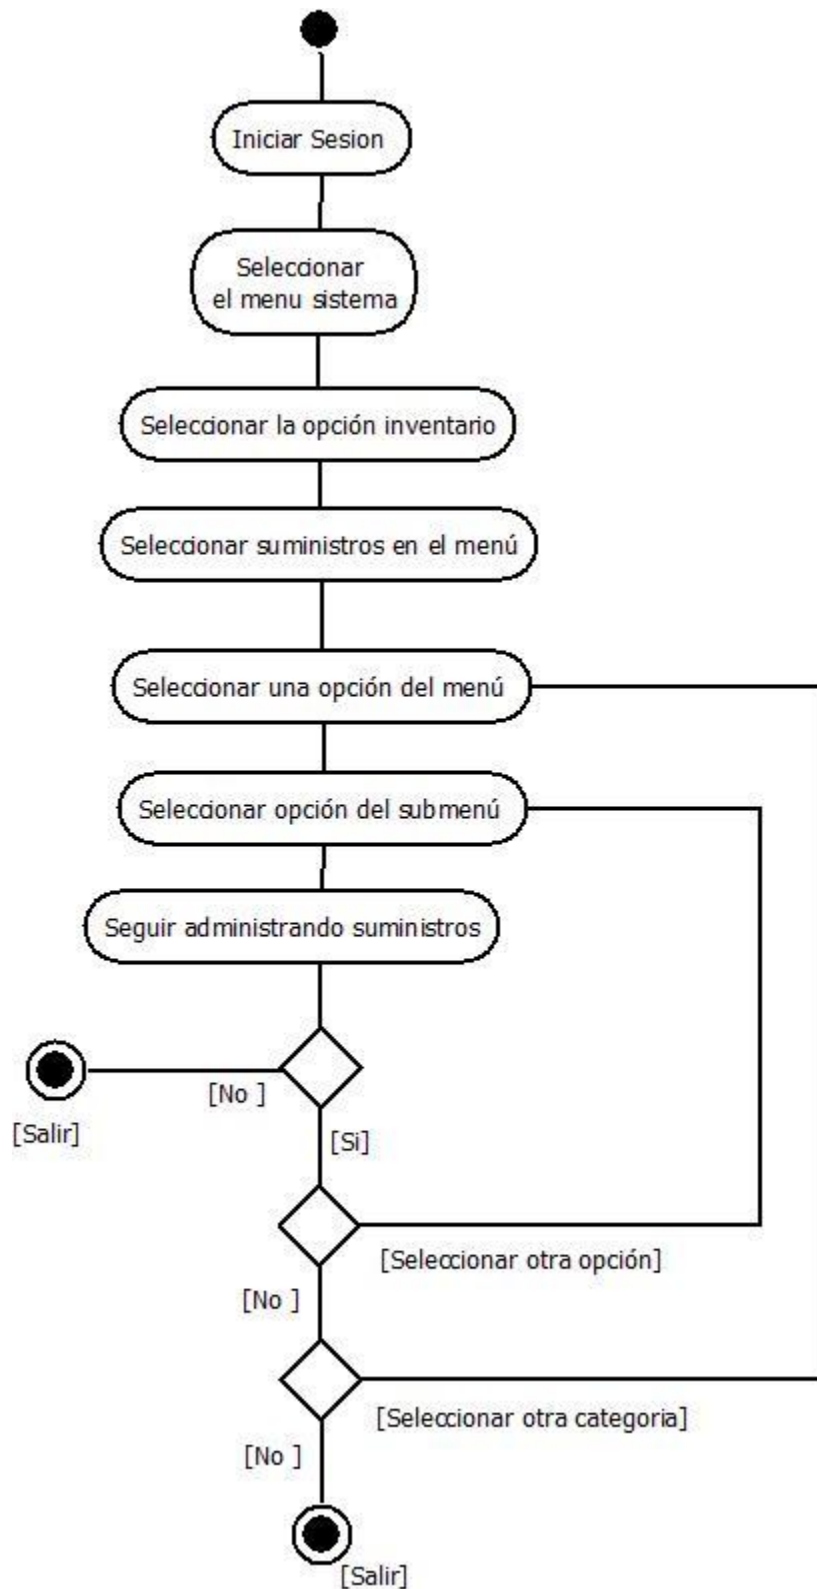 Iniciar Sesion
Seleccionar
el menu sistema
Seleccionar la opción inventario
Seleccionar suministros en el menú
Seleccionar una opción del menú
Seleccionar opción del submenú
Seguir administrando suministros
[No ]
[Salir]
[Si]
[Seleccionar otra opción]
[No ]
[Seleccionar otra categoria]
[No ]
[Salir]